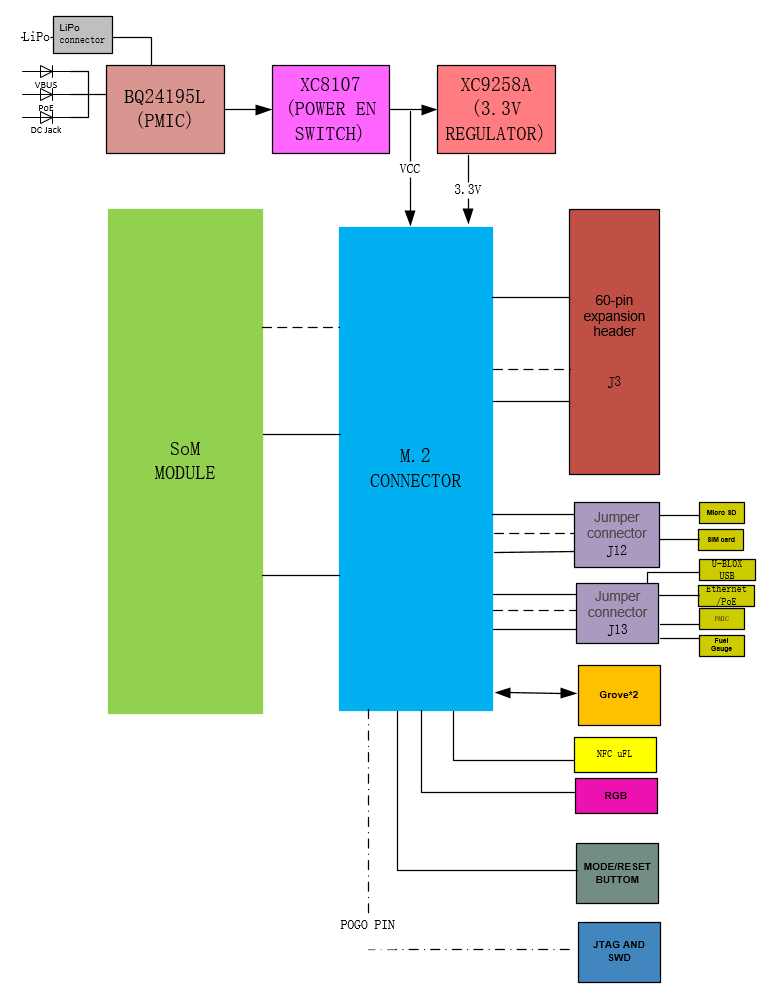 LiPo
LiPo
connector
VBUS
PoE
DC Jack
BQ24195L
(PMIC)
XC8107
(POWER EN
SWITCH)
XC9258A
(3.3V
REGULATOR)
VCC
3.3V
SoM
MODULE
M.2
CONNECTOR
60-pin
expansion
header
J3
Jumper
connector
J12
Micro SD
SIM card
Jumper
connector
J13
U-BLOX
USB
Ethernet
/PoE
PMIC
Fuel
Gauge
Grove*2
NFC uFL
RGB
MODE/RESET
BUTTOM
POGO PIN
JTAG AND
SWD